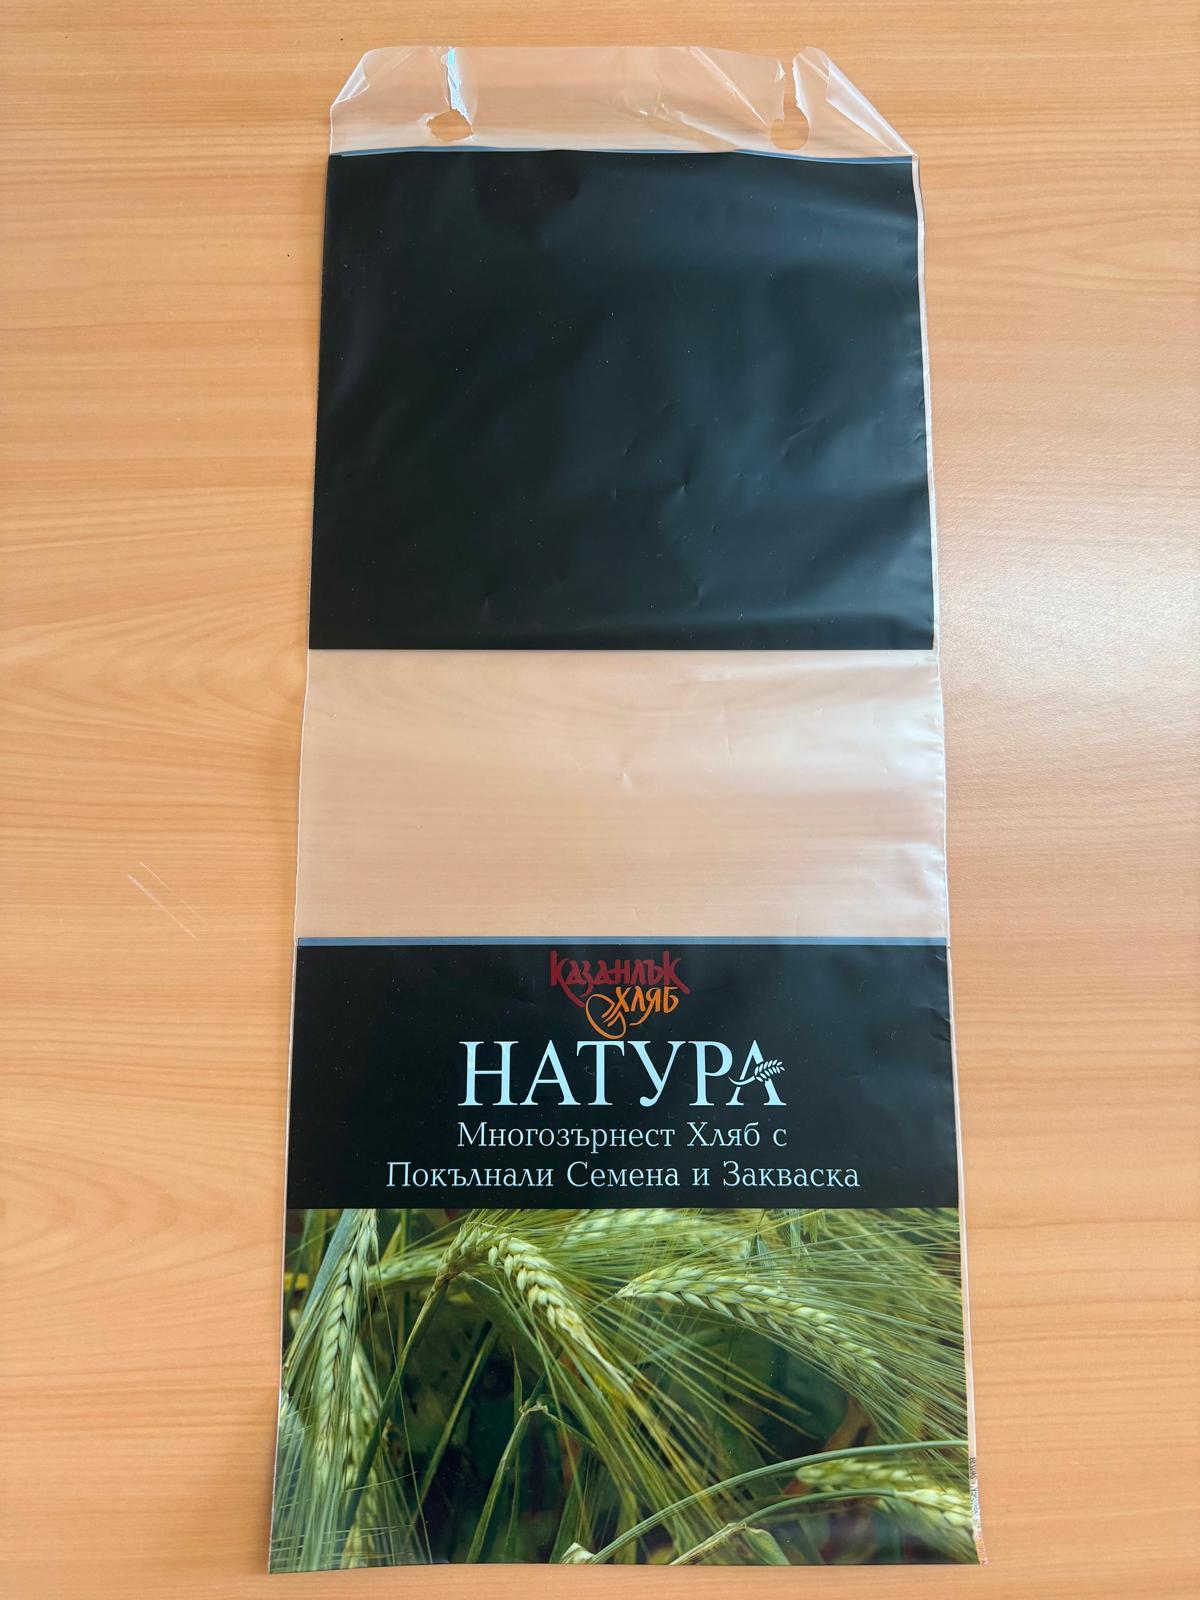 Казанлък
Хляб
НАТУРА
Многозърнест Хляб с
Покълнали Семена и Закваска